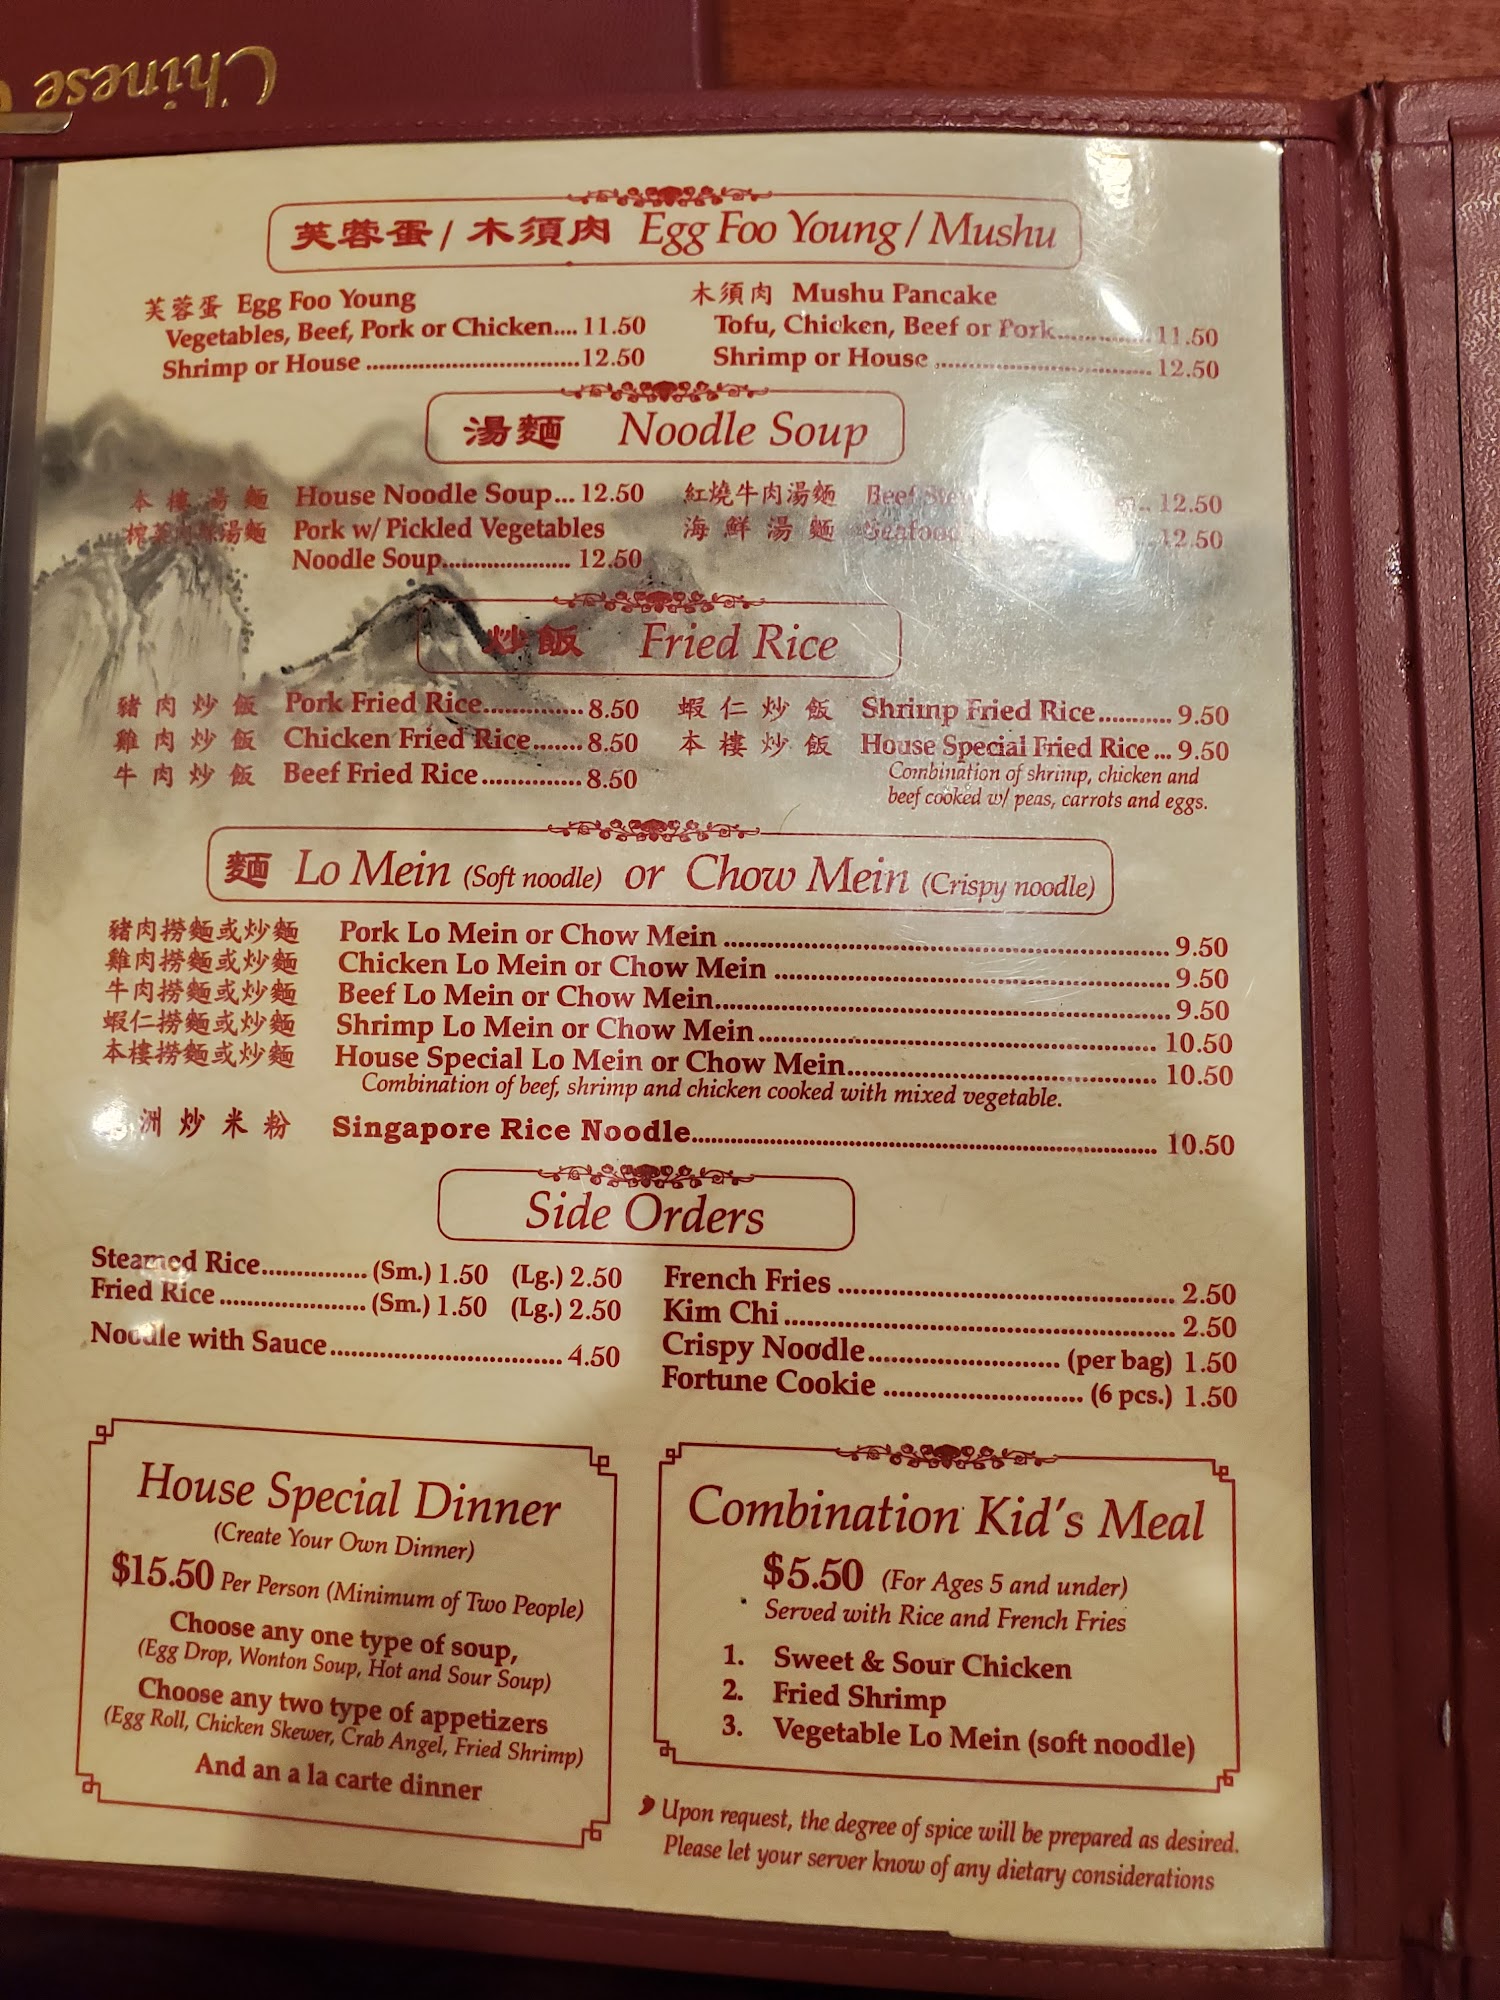 Chinese
芙蓉蛋 / 木須肉 Egg Foo Young / Mushu
芙蓉蛋 Egg Foo Young
Vegetables, Beef, Pork or Chicken.... 11.50
Shrimp or House ................................. 12.50
木須肉 Mushu Pancake
Tofu, Chicken, Beef or Pork............... 11.50
Shrimp or House ................................. 12.50
湯麵 Noodle Soup
本樓湯麵 House Noodle Soup... 12.50
湯麵 Pork w/ Pickled Vegetables
Noodle Soup.................... 12.50
紅燒牛肉湯麵 Beef .. 12.50
海鮮湯麵 Seafood ..12.50
炒飯 Fried Rice
豬肉炒飯 Pork Fried Rice............... 8.50
雞肉炒飯 Chicken Fried Rice........ 8.50
牛肉炒飯 Beef Fried Rice ............... 8.50
蝦仁炒飯 Shrimp Fried Rice........... 9.50
本樓炒飯 House Special Fried Rice ... 9.50
Combination of shrimp, chicken and
beef cooked w/ peas, carrots and eggs.
麵 Lo Mein (Soft noodle) or Chow Mein (Crispy noodle)
豬肉撈麵或炒麵 Pork Lo Mein or Chow Mein .................... 9.50
雞肉撈麵或炒麵 Chicken Lo Mein or Chow Mein .................... 9.50
牛肉撈麵或炒麵 Beef Lo Mein or Chow Mein.................... 9.50
蝦仁撈麵或炒麵 Shrimp Lo Mein or Chow Mein .................... 10.50
本樓撈麵或炒麵 House Special Lo Mein or Chow Mein.................... 10.50
Combination of beef, shrimp and chicken cooked with mixed vegetable.
洲炒米粉 Singapore Rice Noodle.................... 10.50
Side Orders
Steamed Rice................ (Sm.) 1.50 (Lg.) 2.50
Fried Rice ...................... (Sm.) 1.50 (Lg.) 2.50
Noodle with Sauce.................................... 4.50
French Fries .................... 2.50
Kim Chi .................... 2.50
Crispy Noodle.................... (per bag) 1.50
Fortune Cookie .................... (6 pcs.) 1.50
House Special Dinner
(Create Your Own Dinner)
$15.50 Per Person (Minimum of Two People)
Choose any one type of soup,
(Egg Drop, Wonton Soup, Hot and Sour Soup)
Choose any two type of appetizers
(Egg Roll, Chicken Skewer, Crab Angel, Fried Shrimp)
And an a la carte dinner
Combination Kid's Meal
$5.50 (For Ages 5 and under)
Served with Rice and French Fries
1. Sweet & Sour Chicken
2. Fried Shrimp
3. Vegetable Lo Mein (soft noodle)
Upon request, the degree of spice will be prepared as desired.
Please let your server know of any dietary considerations